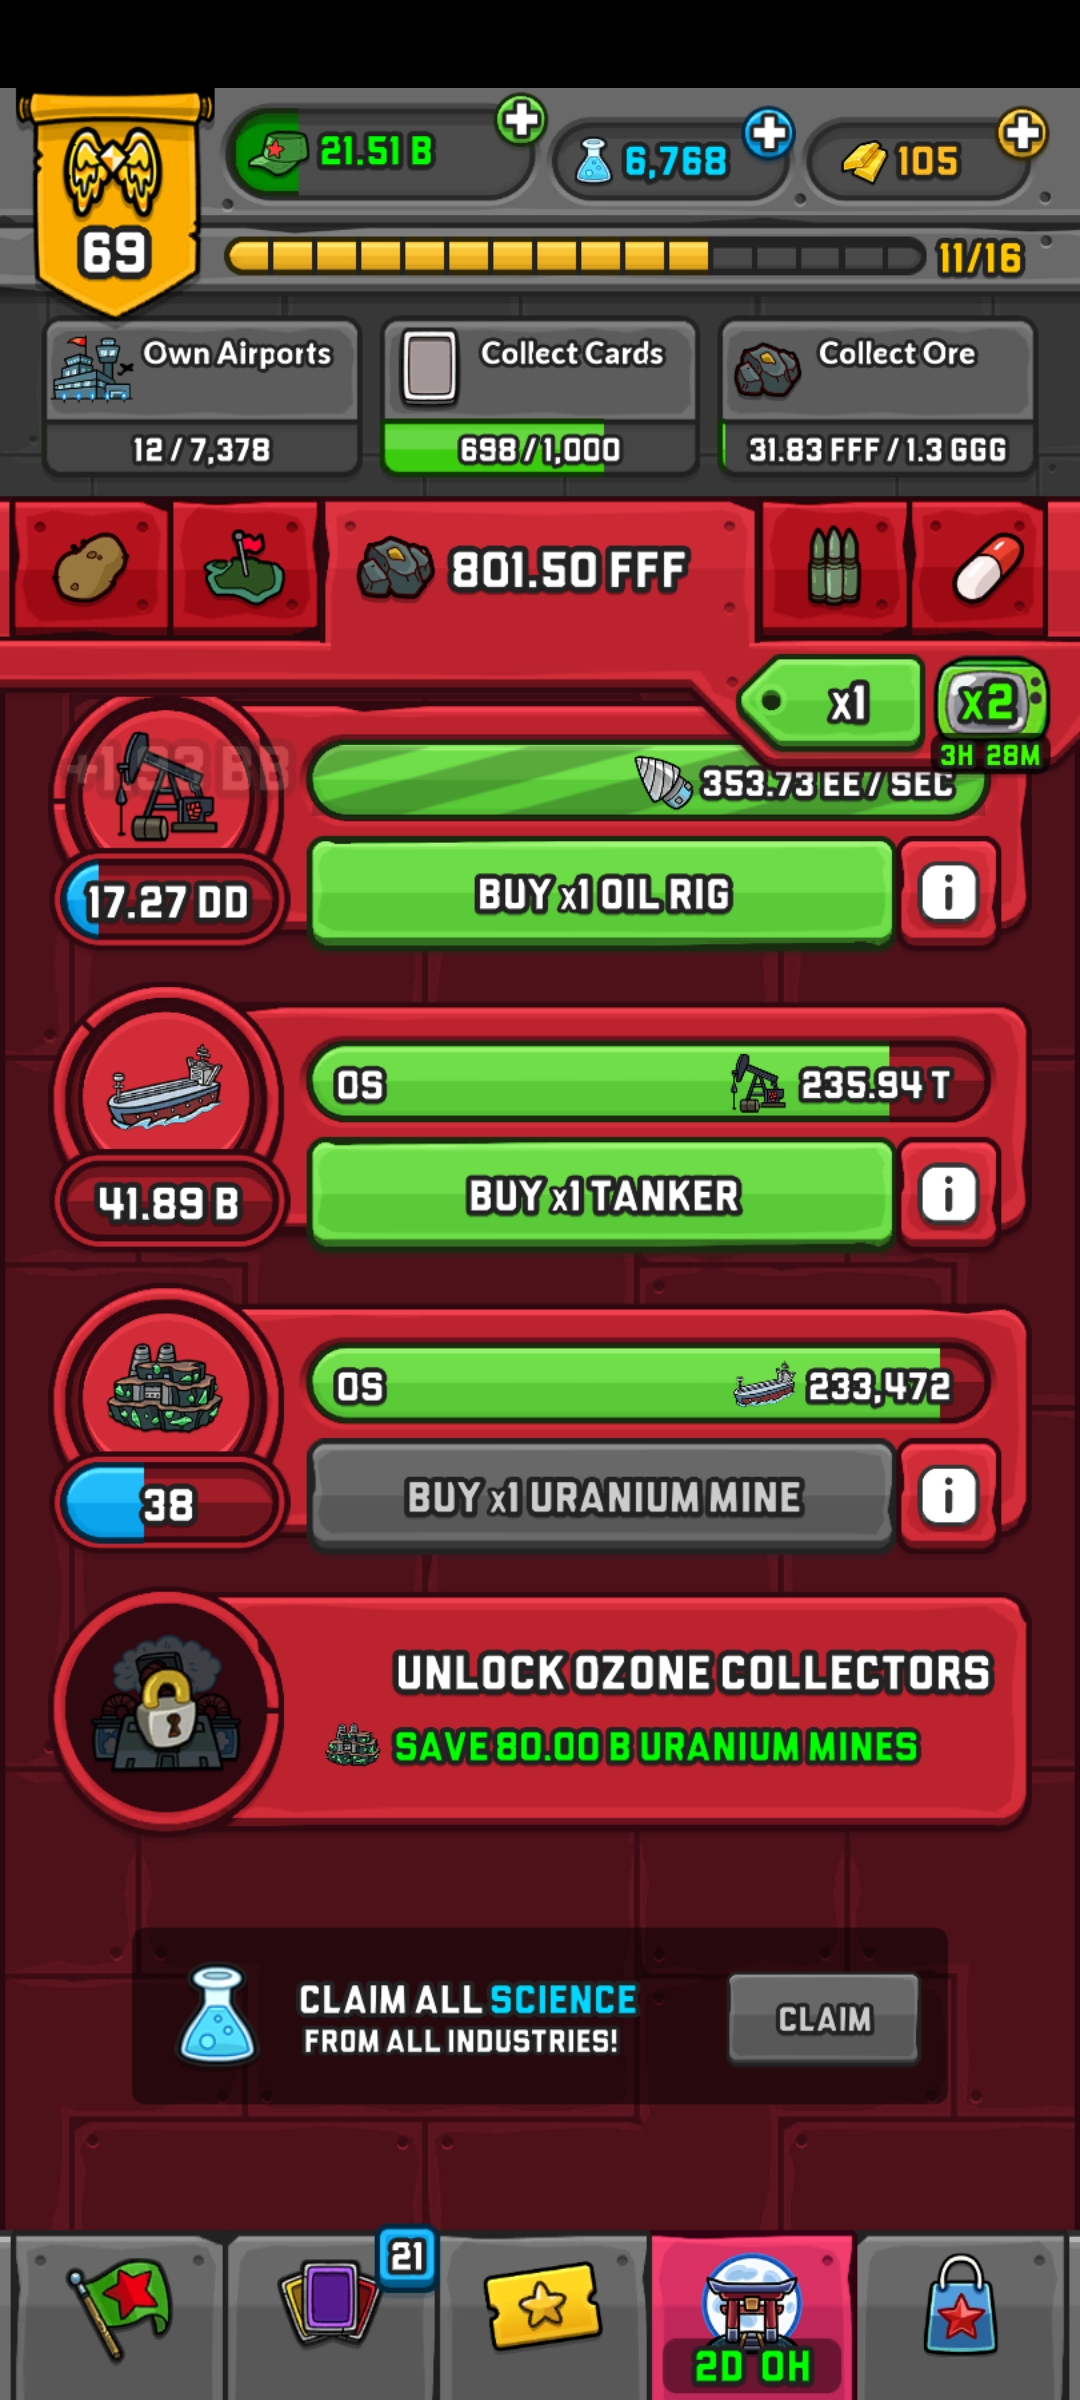 21.51 B
6,768
105
69
11/16
Own Airports
12 / 7,378
Collect Cards
698 / 1,000
Collect Ore
31.83 FFF / 1.3 GGG
801.50 FFF
x1
x2
3H 28M
353.73 EE / SEC
17.27 DD
BUY x1 OIL RIG
i
0S
235.94 T
41.89 B
BUY x1 TANKER
i
0S
233,472
38
BUY x1 URANIUM MINE
i
UNLOCK OZONE COLLECTORS
SAVE 80.00 B URANIUM MINES
CLAIM ALL SCIENCE
FROM ALL INDUSTRIES!
CLAIM
21
2D 0H